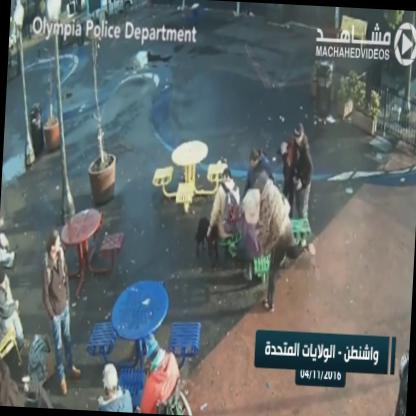 Olympia Police Department
مشاهد
MACHAHEDVIDEOS
واشنطن - الولايات المتحدة
04/11/2016